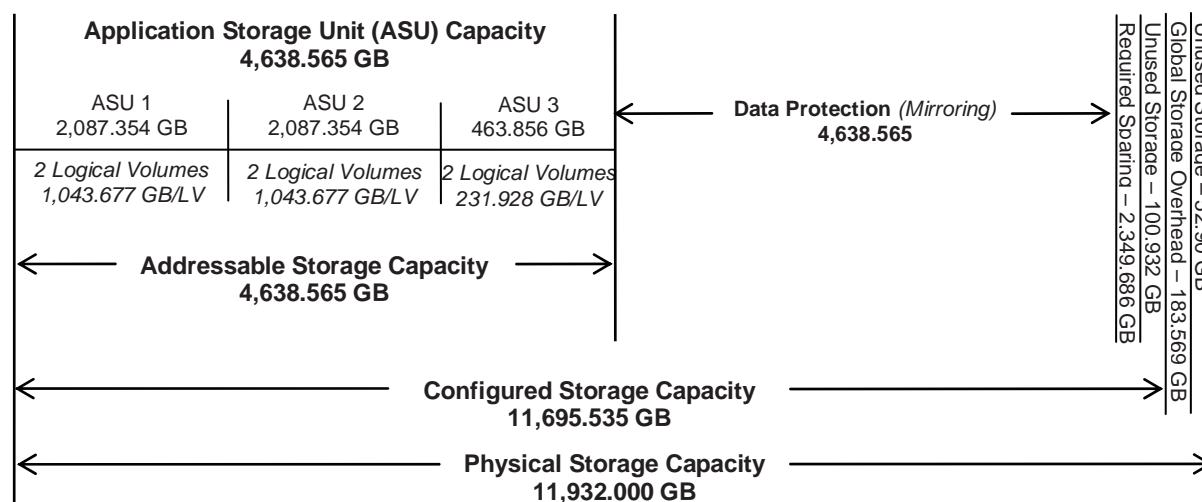 Application Storage Unit (ASU) Capacity
4,638.565 GB
ASU 1
2,087.354 GB
ASU 2
2,087.354 GB
ASU 3
463.856 GB
2 Logical Volumes
1,043.677 GB/LV
2 Logical Volumes
1,043.677 GB/LV
2 Logical Volumes
231.928 GB/LV
Addressable Storage Capacity
4,638.565 GB
Data Protection (Mirroring)
4,638.565
Required Sparing – 2,349.686 GB
Unused Storage – 100.932 GB
Global Storage Overhead – 183.569 GB
Unused Storage – GB
Configured Storage Capacity
11,695.535 GB
Physical Storage Capacity
11,932.000 GB